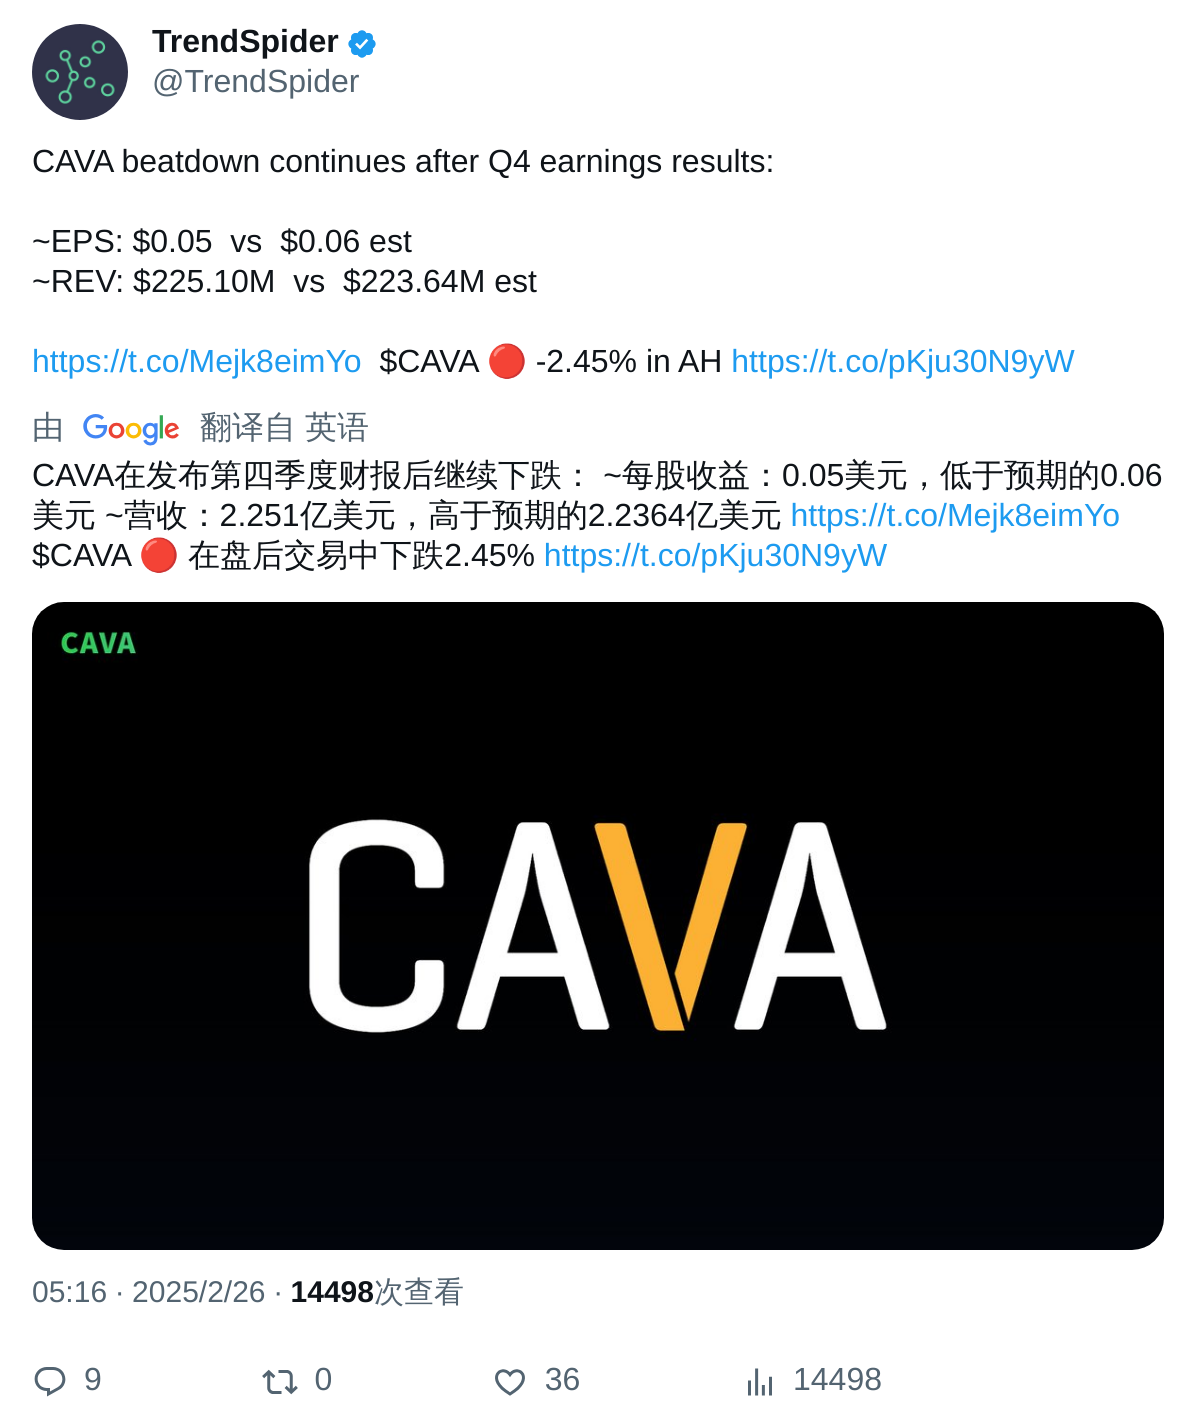 TrendSpider
@TrendSpider
CAVA beatdown continues after Q4 earnings results:
~EPS: $0.05  vs  $0.06 est
~REV: $225.10M  vs  $223.64M est
https://t.co/Mejk8eimYo  $CAVA 🔴 -2.45% in AH https://t.co/pKju30N9yW
由 Google 翻译自 英语
CAVA在发布第四季度财报后继续下跌： ~每股收益：0.05美元，低于预期的0.06
美元 ~营收：2.251亿美元，高于预期的2.2364亿美元 https://t.co/Mejk8eimYo
$CAVA 🔴 在盘后交易中下跌2.45% https://t.co/pKju30N9yW
CAVA
CAVA
05:16 · 2025/2/26 · 14498次查看
9 0 36 14498